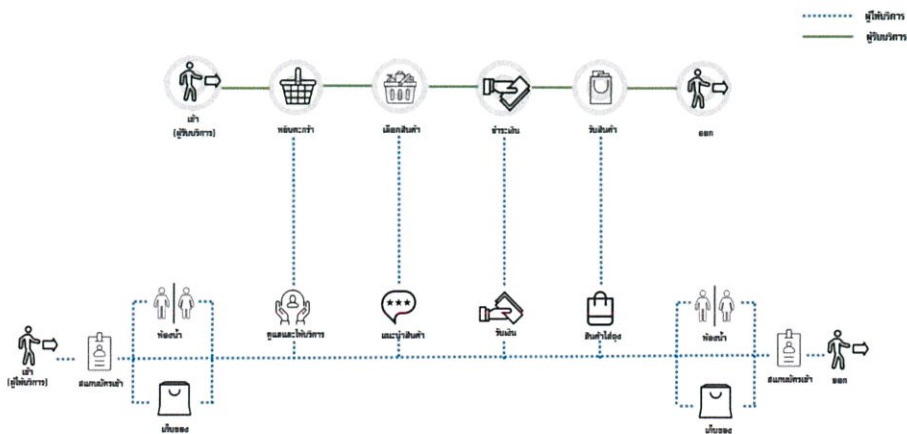 ผู้ให้บริการ
ผู้รับบริการ
เข้า
(ผู้รับบริการ)
หยิบตะกร้า
เลือกสินค้า
ชำระเงิน
รับสินค้า
ออก
ห้องน้ำ
ดูแลและให้บริการ
แนะนำสินค้า
รับเงิน
สินค้าใส่ถุง
ห้องน้ำ
เข้า
(ผู้ให้บริการ)
สแกนบัตรเข้า
สแกนบัตรเข้า
ออก
เก็บของ
เก็บของ